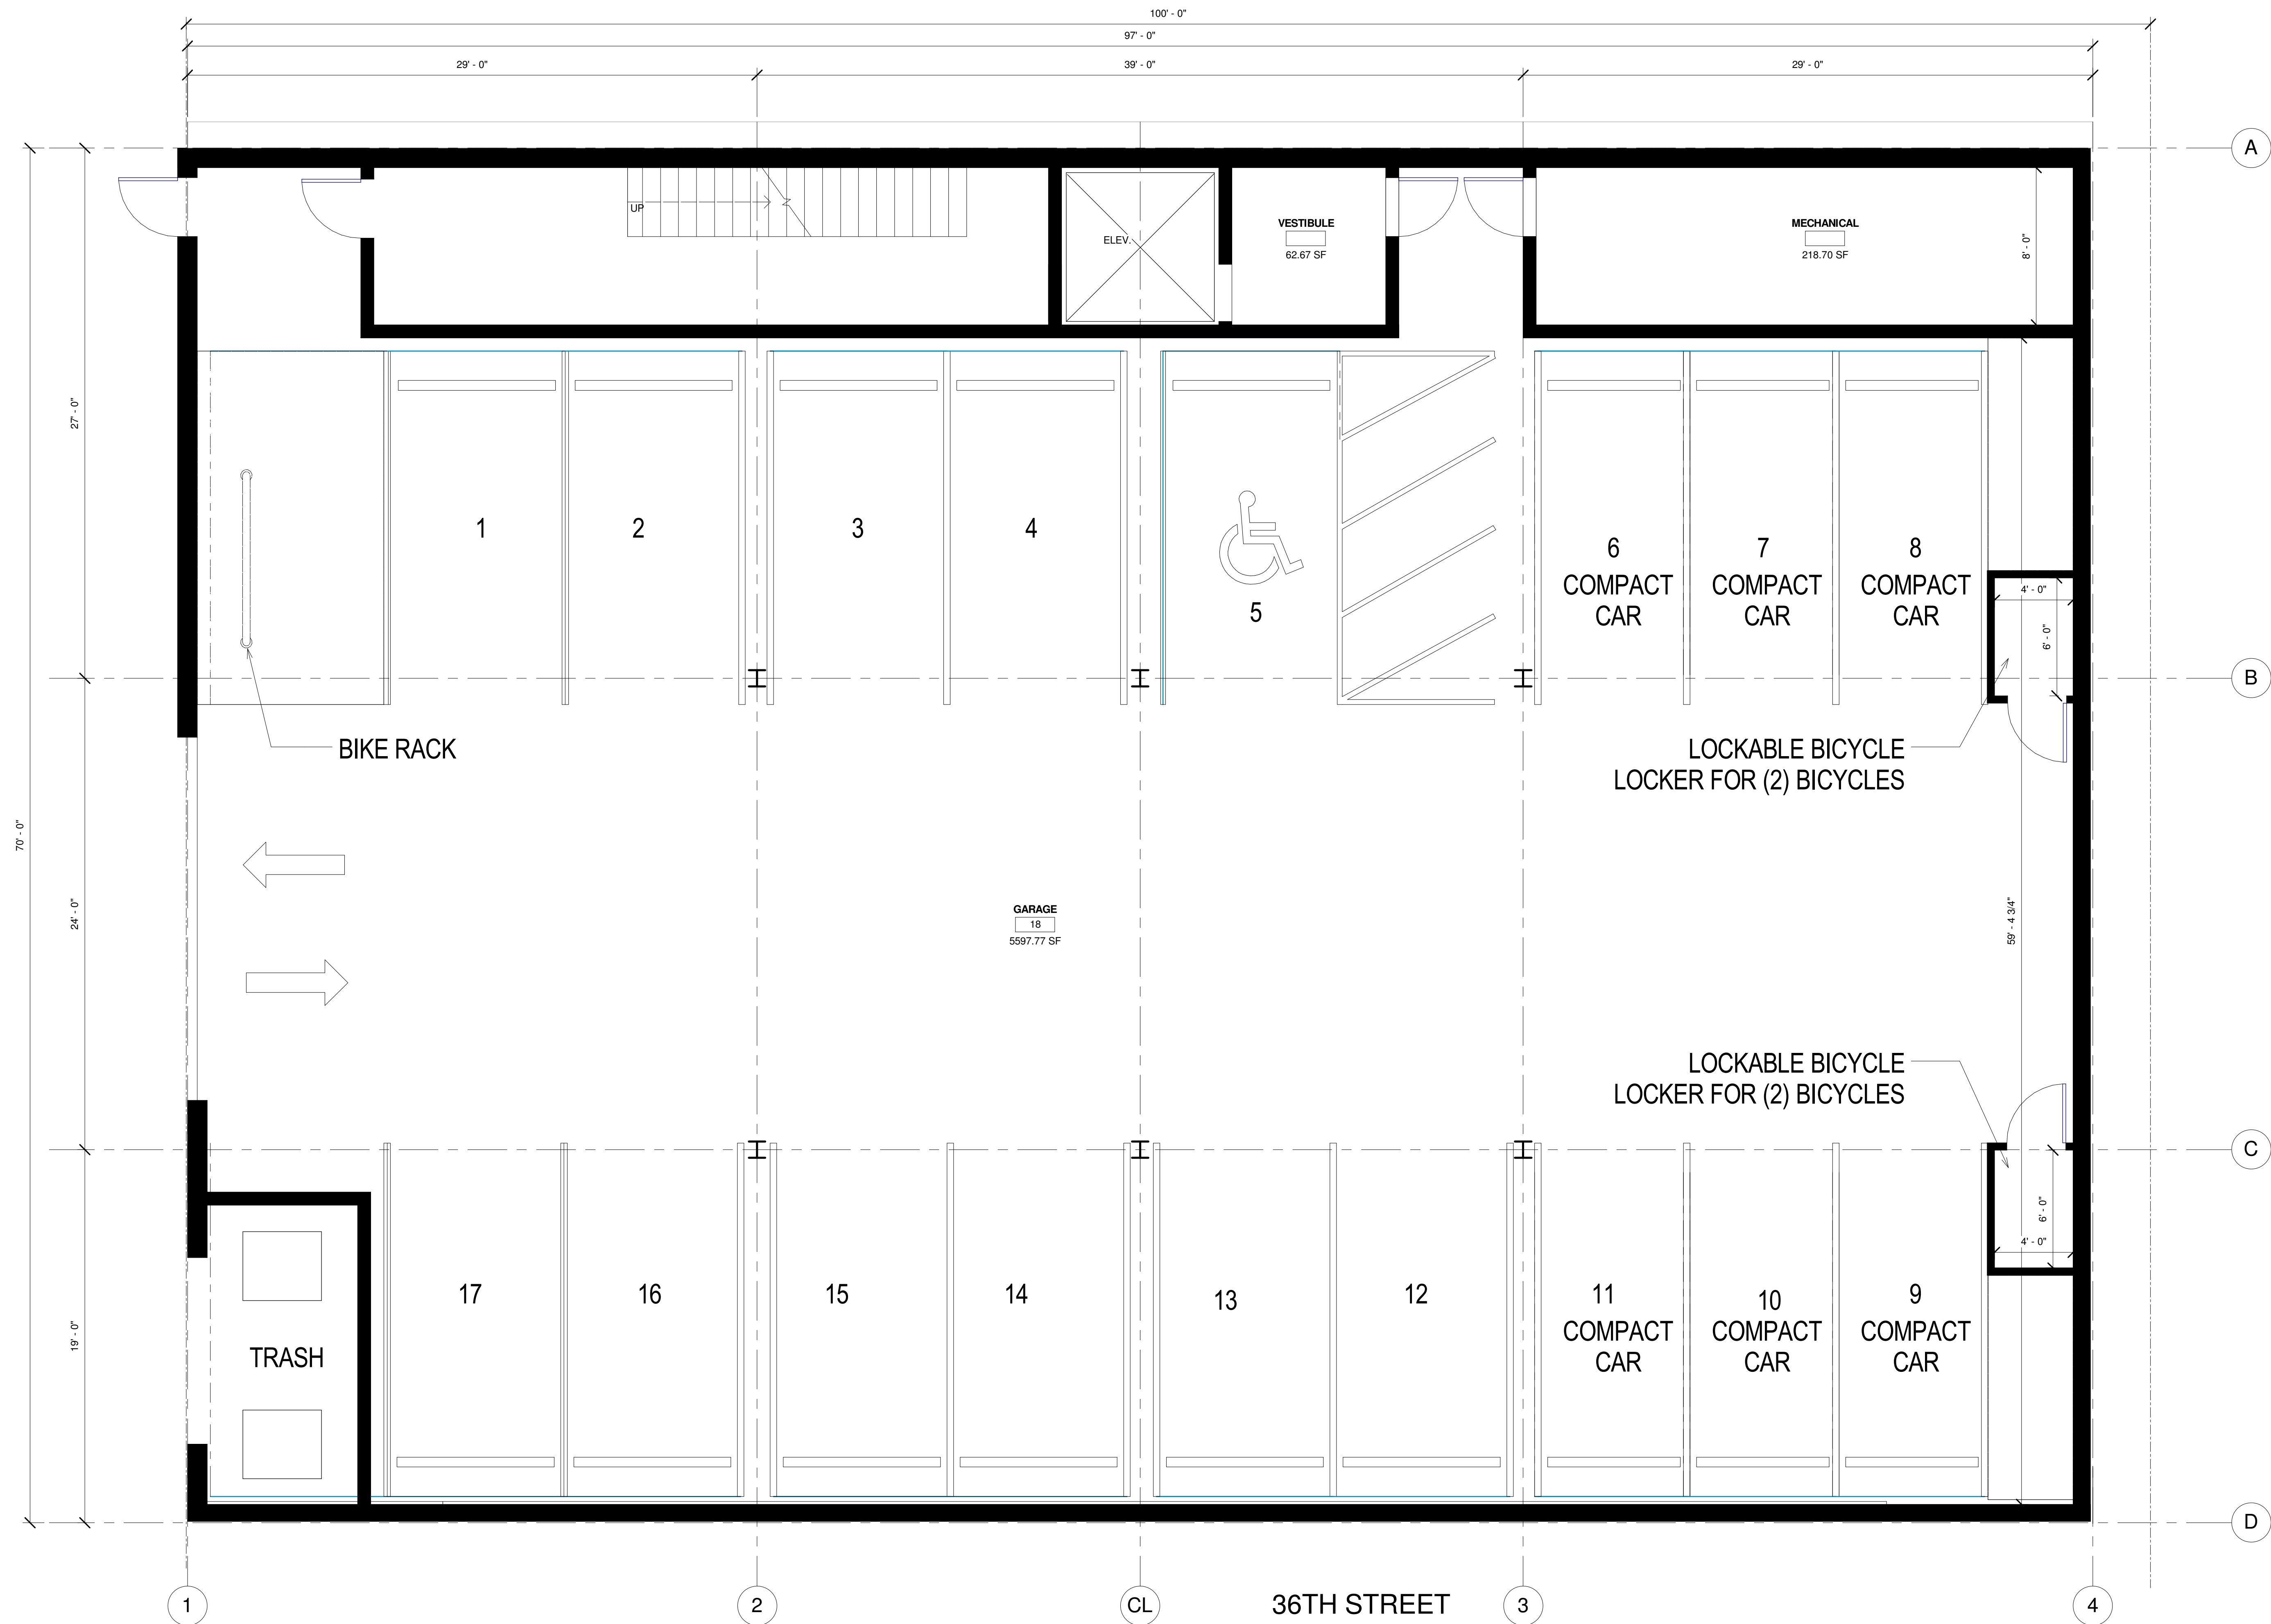 100' - 0"
97' - 0"
29' - 0"
39' - 0"
29' - 0"
A
UP
ELEV.
VESTIBULE
62.67 SF
MECHANICAL
218.70 SF
8' - 0"
27' - 0"
1
2
3
4
5
6
COMPACT
CAR
7
COMPACT
CAR
8
COMPACT
CAR
4' - 0"
6' - 0"
B
BIKE RACK
LOCKABLE BICYCLE
LOCKER FOR (2) BICYCLES
70' - 0"
24' - 0"
GARAGE
18
5597.77 SF
59' - 4 3/4"
LOCKABLE BICYCLE
LOCKER FOR (2) BICYCLES
C
6' - 0"
4' - 0"
19' - 0"
TRASH
17
16
15
14
13
12
11
COMPACT
CAR
10
COMPACT
CAR
9
COMPACT
CAR
D
1
2
CL
36TH STREET
3
4